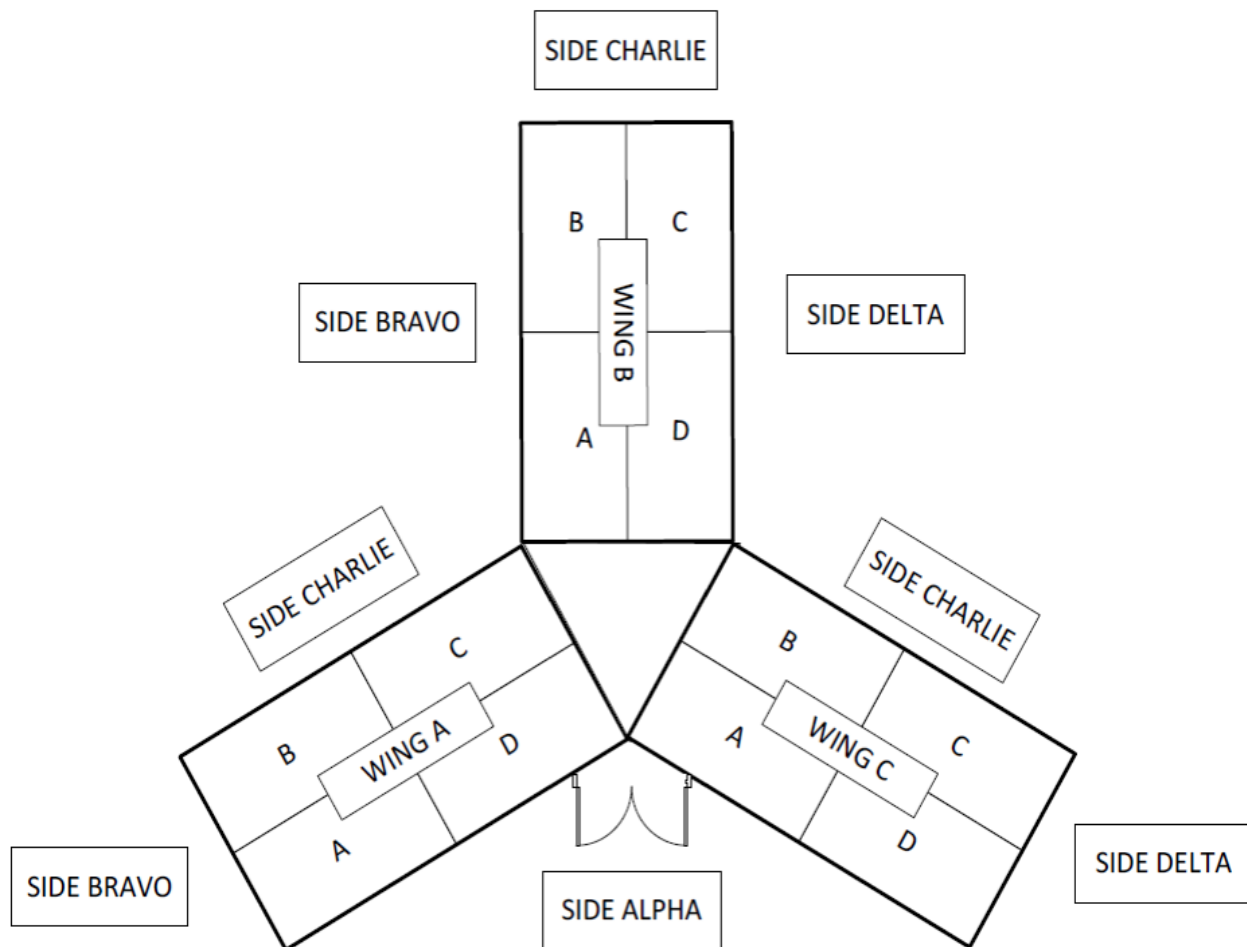 SIDE CHARLIE
B
C
SIDE BRAVO
WING B
SIDE DELTA
A
D
SIDE CHARLIE
SIDE CHARLIE
C
B
B
WING A
D
A
WING C
C
A
D
SIDE BRAVO
SIDE ALPHA
SIDE DELTA